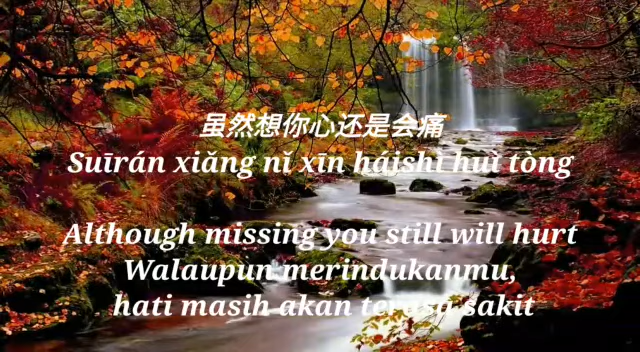 虽然想你心还是会痛
Suīrán xiǎng nǐ xīn háishì huì tòng
Although missing you still will hurt
Walaupun merindukanmu,
hati masih akan terasa sakit